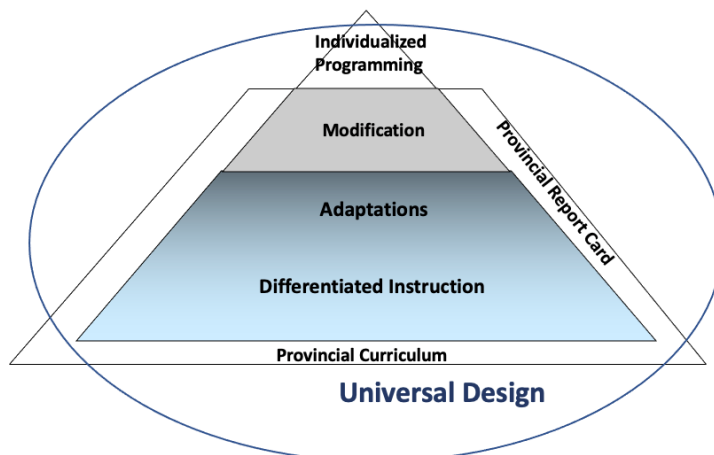 Individualized
Programming
Modification
Provincial Report Card
Adaptations
Differentiated Instruction
Provincial Curriculum
Universal Design